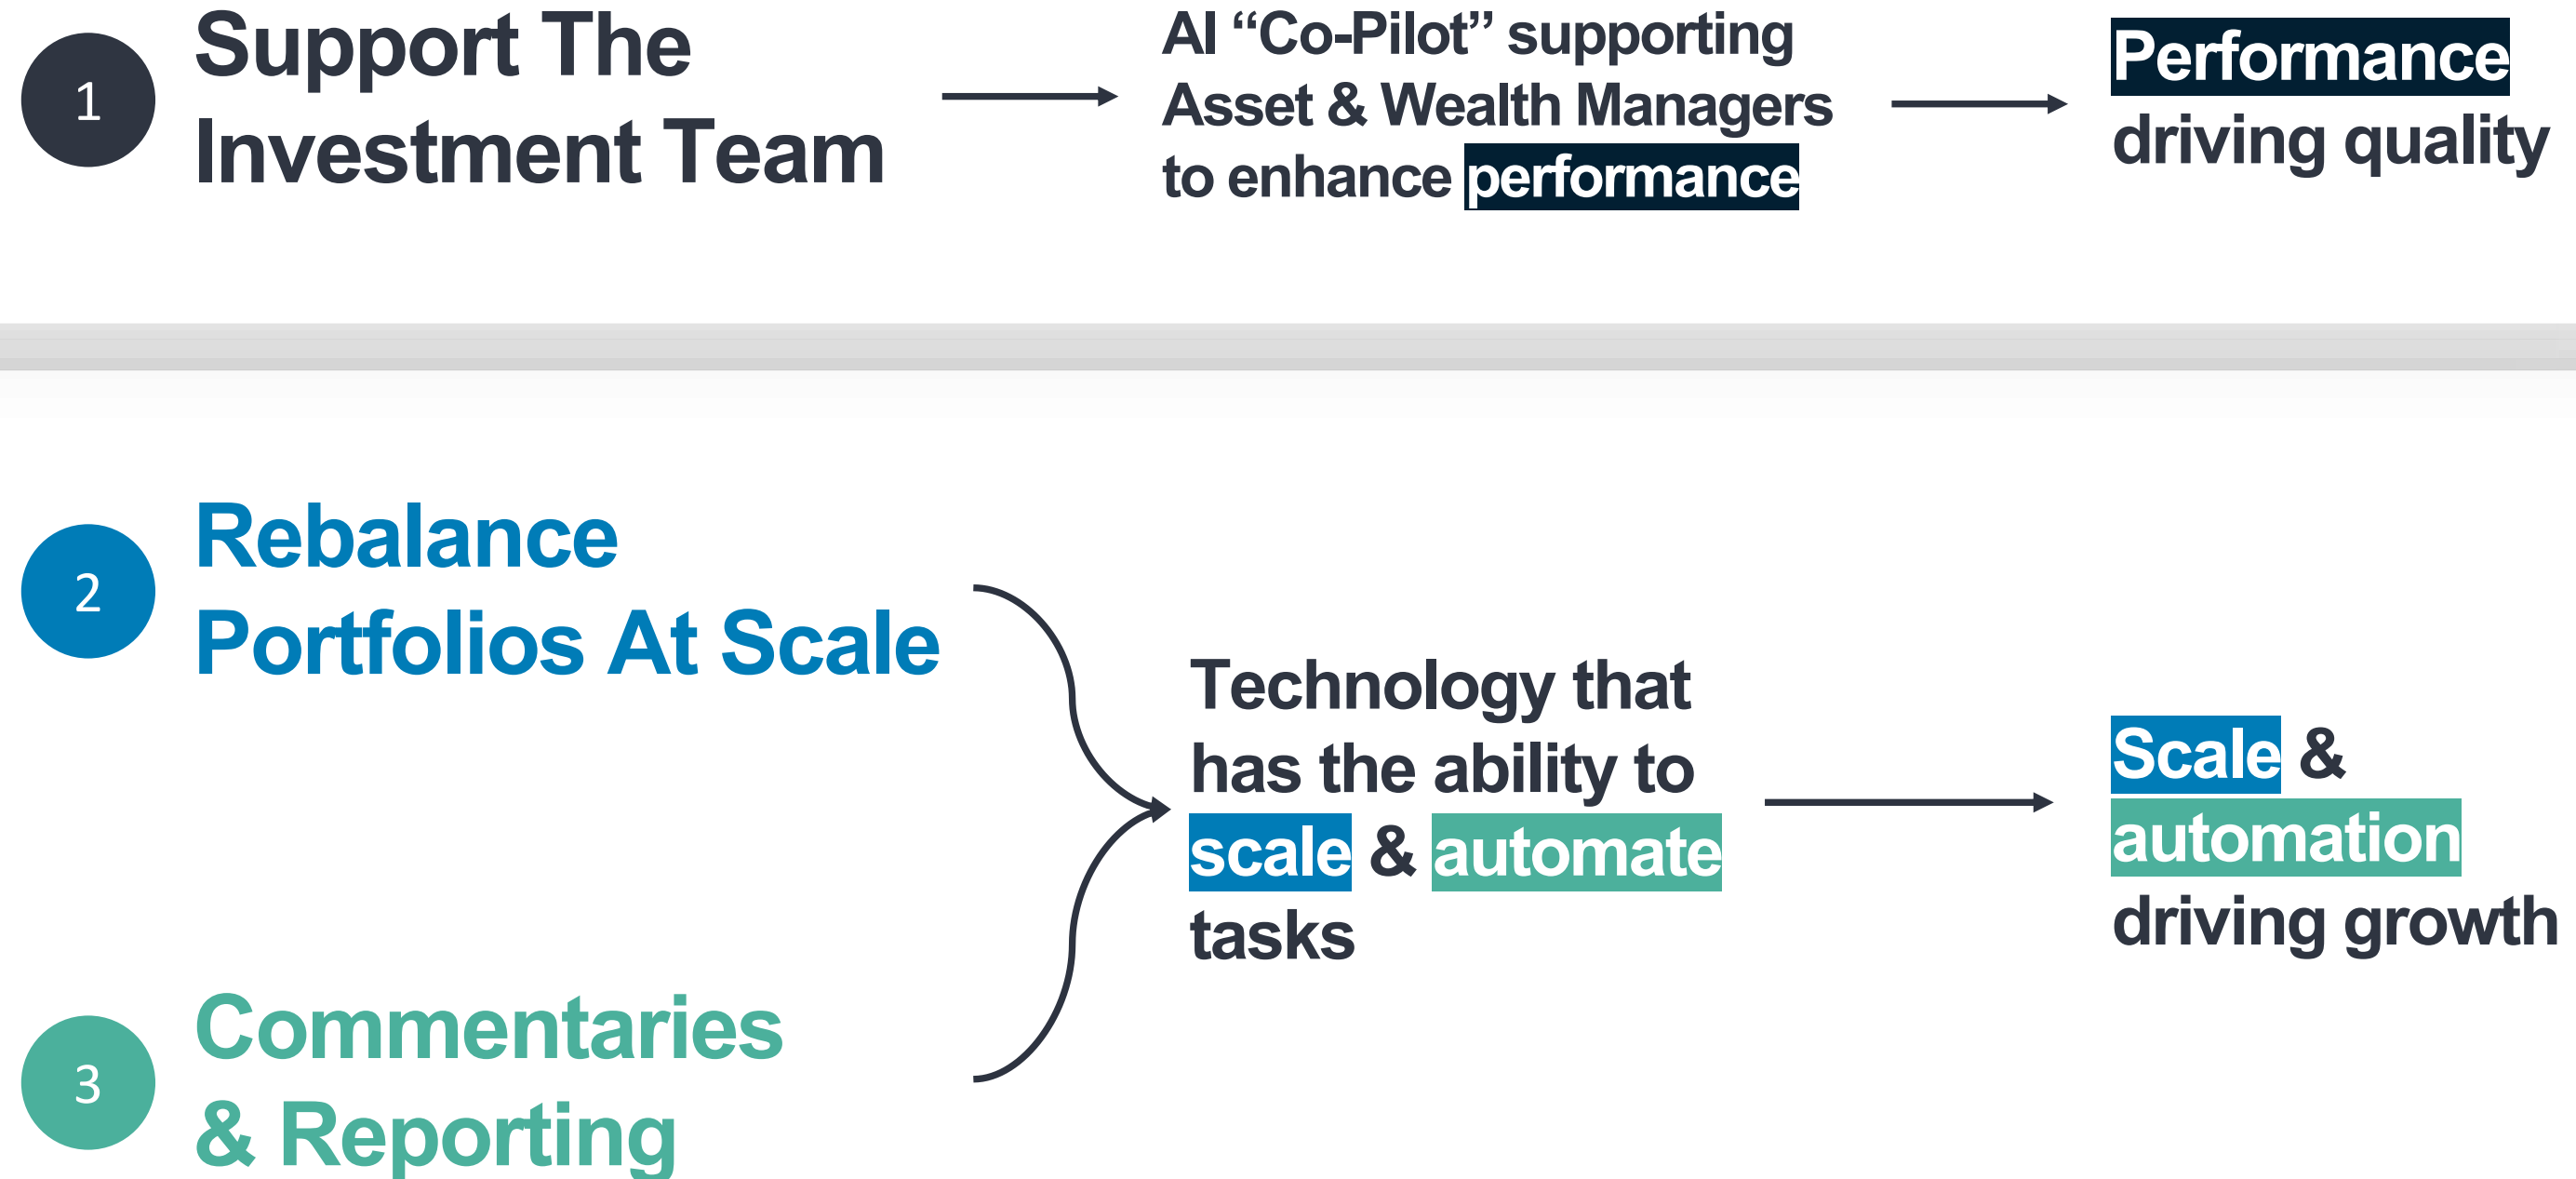 1
Support The
Investment Team
AI “Co-Pilot” supporting
Asset & Wealth Managers
to enhance performance
Performance
driving quality
2
Rebalance
Portfolios At Scale
3
Commentaries
& Reporting
Technology that
has the ability to
scale & automate
tasks
Scale &
automation
driving growth